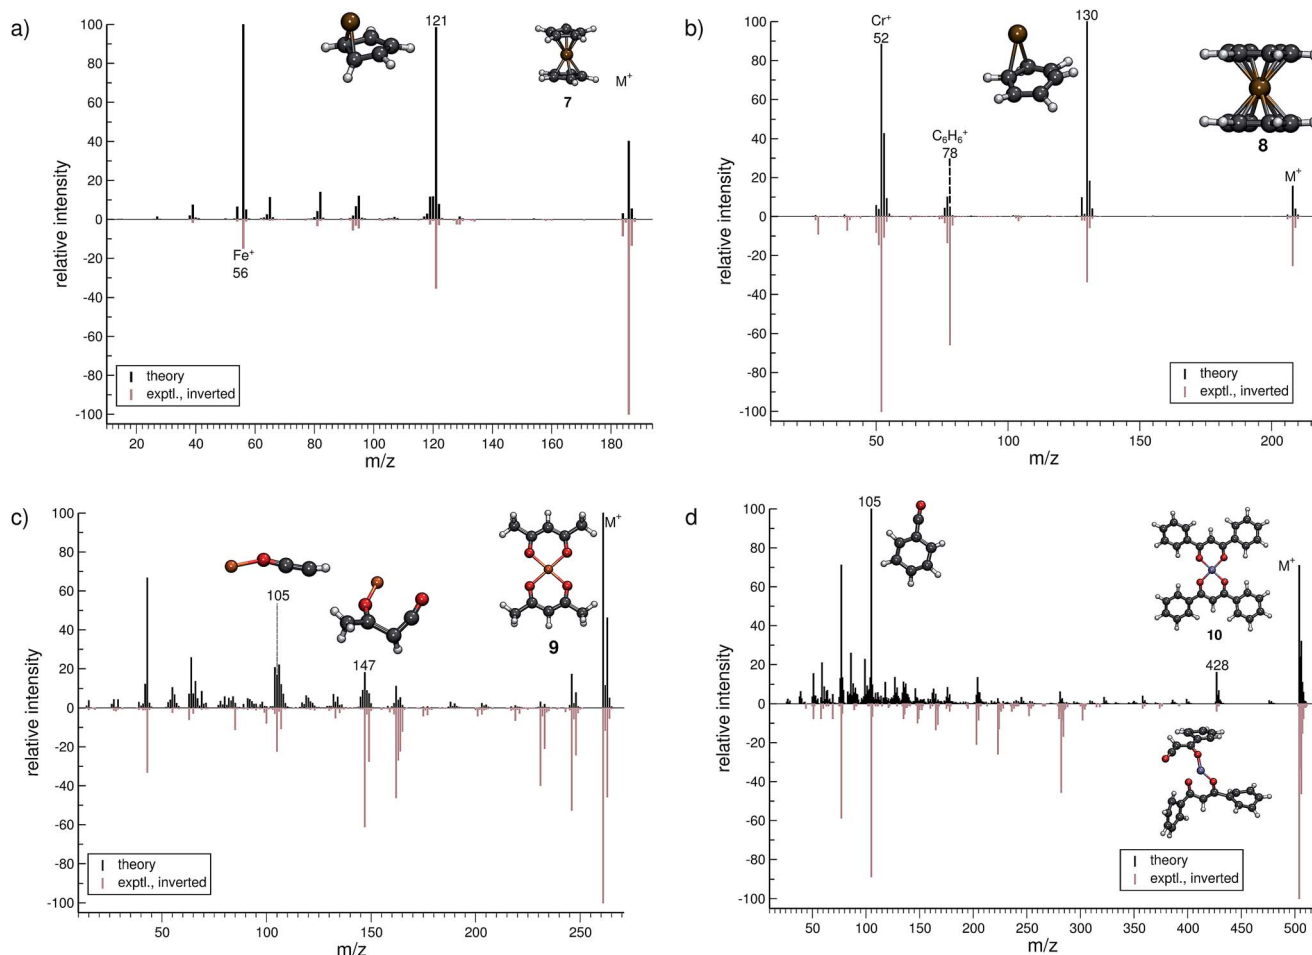 a)
relative intensity
100
80
60
40
20
0
-20
-40
-60
-80
-100
121
7
M⁺
Fe⁺
56
theory
exptl., inverted
20 40 60 80 100 120 140 160 180
m/z
b)
relative intensity
100
80
60
40
20
0
-20
-40
-60
-80
-100
Cr⁺
52
C₆H₆⁺
78
130
8
M⁺
theory
exptl., inverted
50 100 150 200
m/z
c)
relative intensity
100
80
60
40
20
0
-20
-40
-60
-80
-100
105
147
9
M⁺
theory
exptl., inverted
50 100 150 200 250
m/z
d
relative intensity
100
80
60
40
20
0
-20
-40
-60
-80
-100
105
10
M⁺
428
theory
exptl., inverted
50 100 150 200 250 300 350 400 450 500
m/z